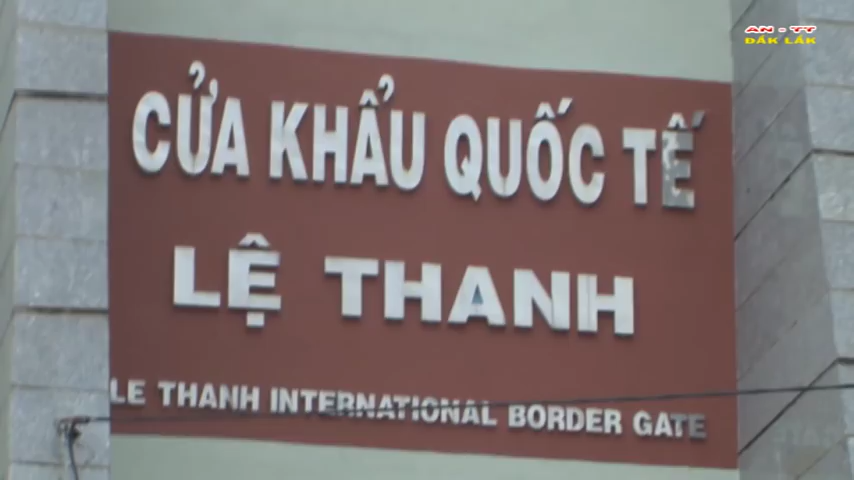 AN - TT
ĐẮK LẮK
CỬA KHẨU QUỐC TẾ
LỆ THANH
LE THANH INTERNATIONAL BORDER GATE